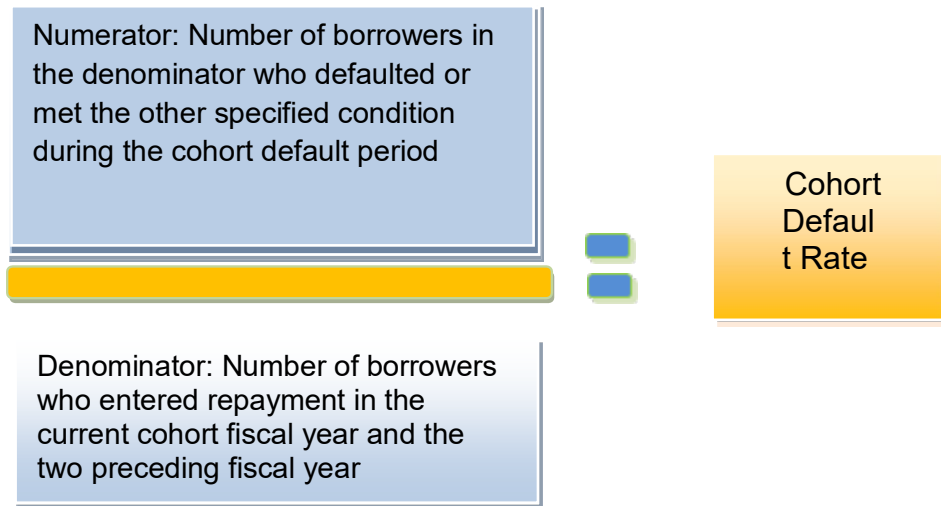 Numerator: Number of borrowers in
the denominator who defaulted or
met the other specified condition
during the cohort default period
Cohort
Defaul
t Rate
Denominator: Number of borrowers
who entered repayment in the
current cohort fiscal year and the
two preceding fiscal year